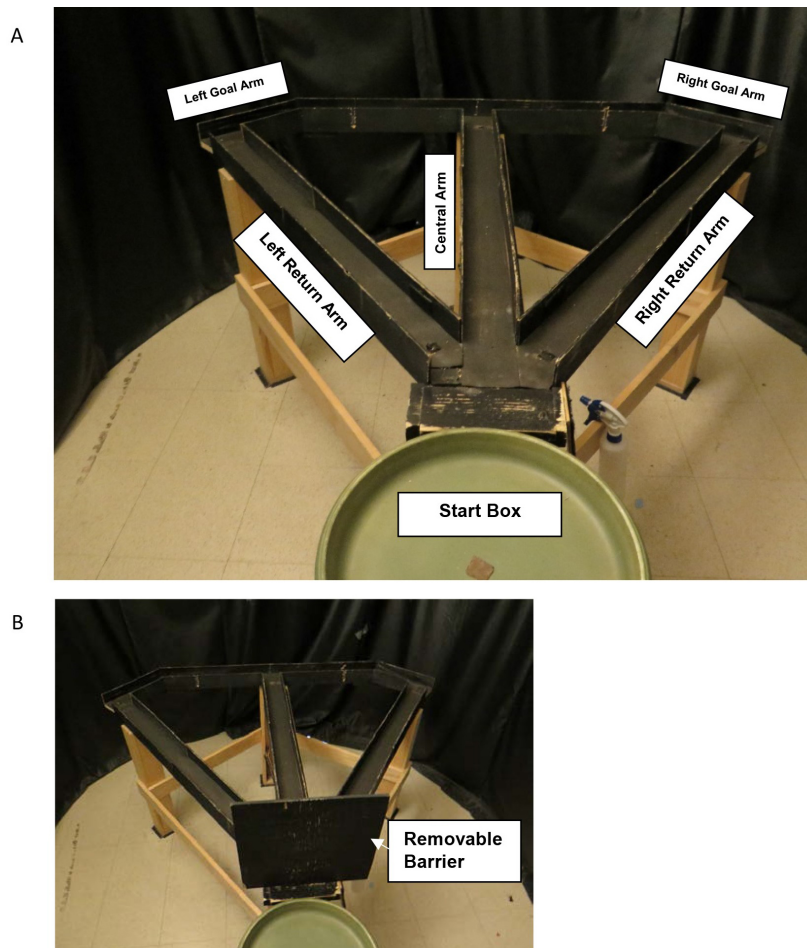 A
Left Goal Arm
Right Goal Arm
Central Arm
Left Return Arm
Right Return Arm
Start Box
B
Removable
Barrier